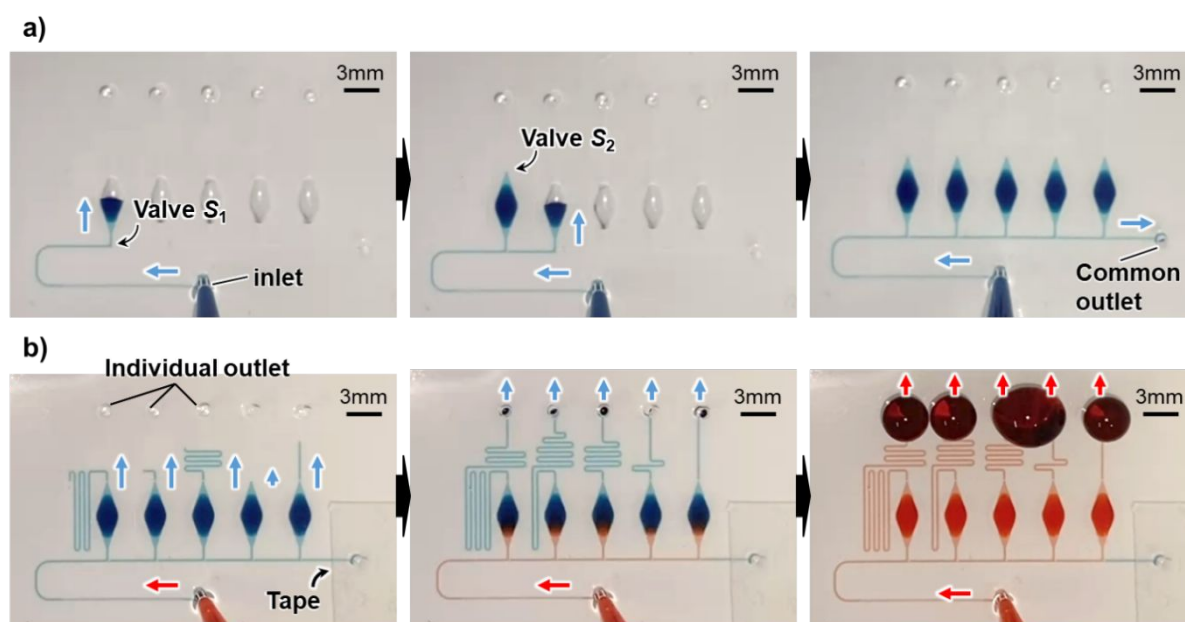 a)
3mm
3mm
3mm
Valve S₂
Valve S₁
inlet
Common
outlet
b)
Individual outlet
3mm
3mm
3mm
Tape